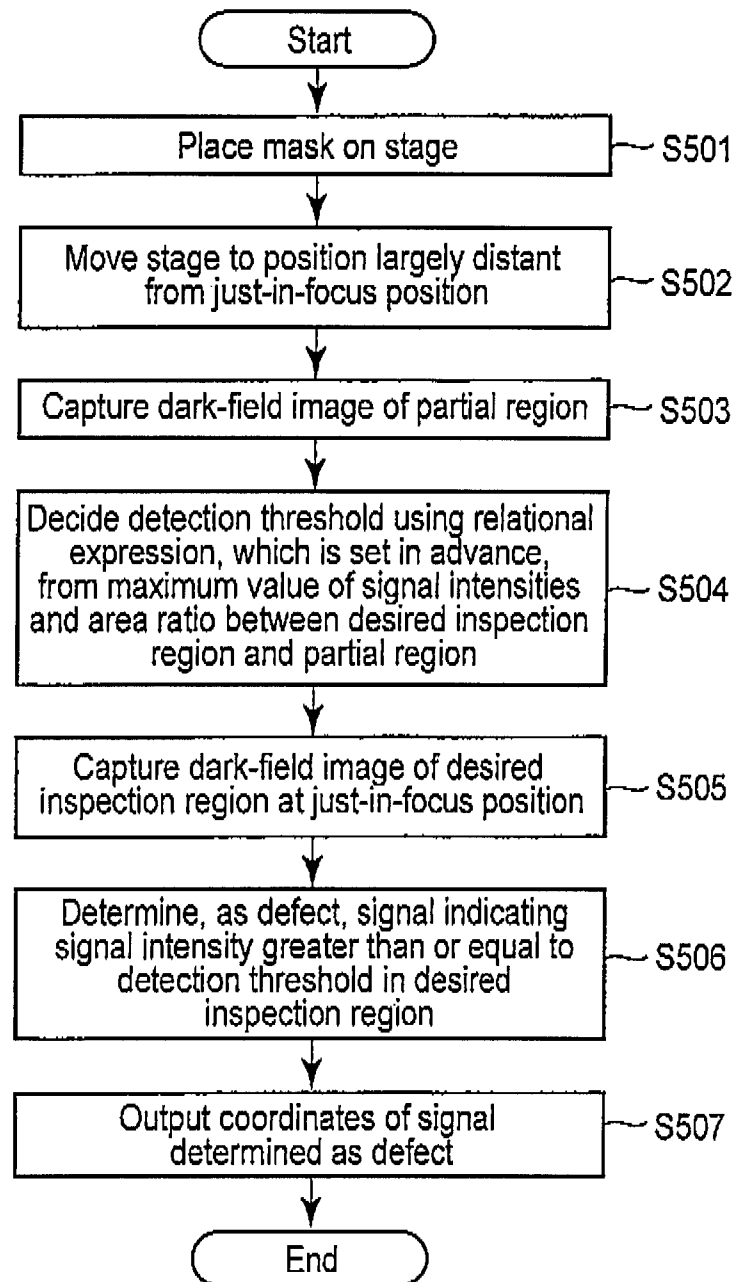 Start
Place mask on stage
S501
Move stage to position largely distant
from just-in-focus position
S502
Capture dark-field image of partial region
S503
Decide detection threshold using relational
expression, which is set in advance,
from maximum value of signal intensities
and area ratio between desired inspection
region and partial region
S504
Capture dark-field image of desired
inspection region at just-in-focus position
S505
Determine, as defect, signal indicating
signal intensity greater than or equal to
detection threshold in desired
inspection region
S506
Output coordinates of signal
determined as defect
S507
End